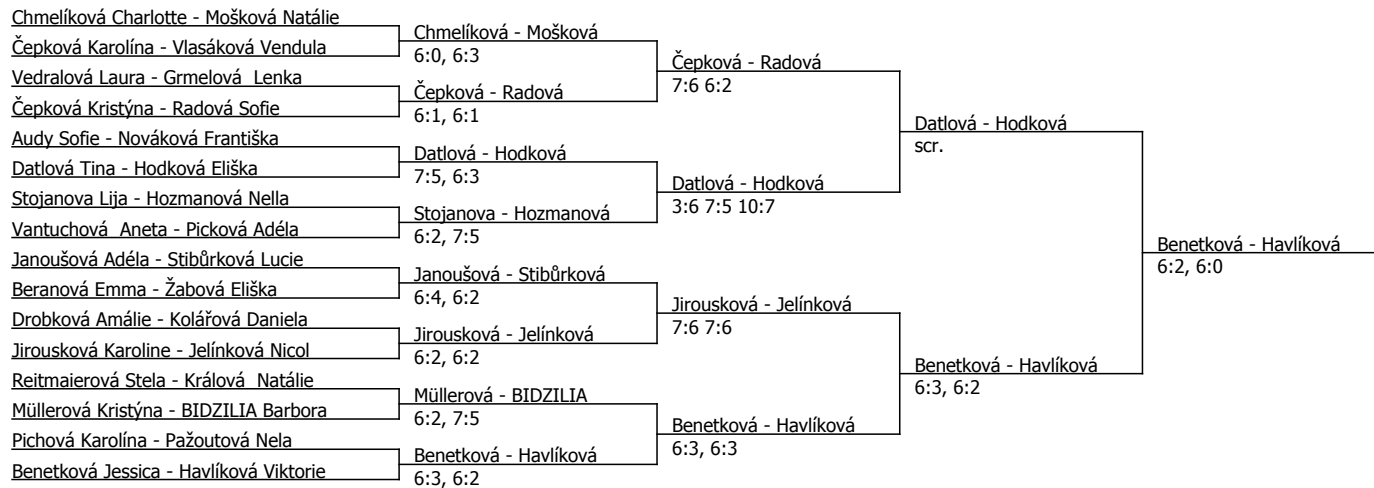 Chmelíková Charlotte - Mošková Natálie
Čepková Karolína - Vlasáková Vendula
Vedralová Laura - Grmelová  Lenka
Čepková Kristýna - Radová Sofie
Audy Sofie - Nováková Františka
Datlová Tina - Hodková Eliška
Stojanova Lija - Hozmanová Nella
Vantuchová  Aneta - Picková Adéla
Janoušová Adéla - Stibůrková Lucie
Beranová Emma - Žabová Eliška
Drobková Amálie - Kolářová Daniela
Jirousková Karoline - Jelínková Nicol
Reitmaierová Stela - Králová  Natálie
Müllerová Kristýna - BIDZILIA Barbora
Pichová Karolína - Pažoutová Nela
Benetková Jessica - Havlíková Viktorie
Chmelíková - Mošková
6:0, 6:3
Čepková - Radová
6:1, 6:1
Datlová - Hodková
7:5, 6:3
Stojanova - Hozmanová
6:2, 7:5
Janoušová - Stibůrková
6:4, 6:2
Jirousková - Jelínková
6:2, 6:2
Müllerová - BIDZILIA
6:2, 7:5
Benetková - Havlíková
6:3, 6:2
Čepková - Radová
7:6 6:2
Datlová - Hodková
3:6 7:5 10:7
Jirousková - Jelínková
7:6 7:6
Benetková - Havlíková
6:3, 6:3
Datlová - Hodková
scr.
Benetková - Havlíková
6:3, 6:2
Benetková - Havlíková
6:2, 6:0